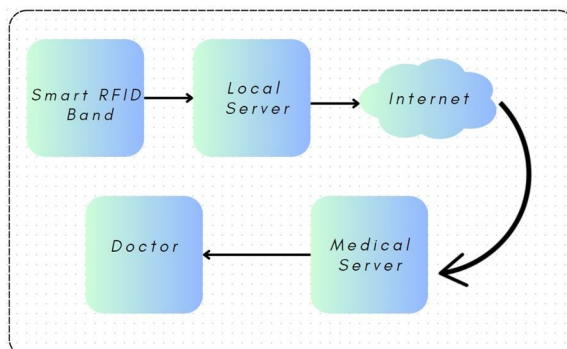 Smart RFID
Band
Local
Server
Internet
Doctor
Medical
Server